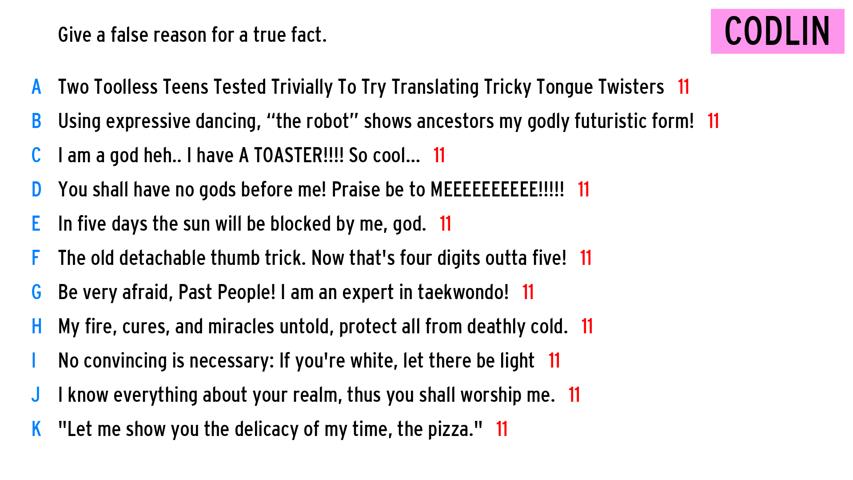 Give a false reason for a true fact.
CODLIN
A Two Toolless Teens Tested Trivially To Try Translating Tricky Tongue Twisters 11
B Using expressive dancing, “the robot” shows ancestors my godly futuristic form! 11
C I am a god heh.. I have A TOASTER!!!! So cool... 11
D You shall have no gods before me! Praise be to MEEEEEEEEEE!!!!! 11
E In five days the sun will be blocked by me, god. 11
F The old detachable thumb trick. Now that's four digits outta five! 11
G Be very afraid, Past People! I am an expert in taekwondo! 11
H My fire, cures, and miracles untold, protect all from deathly cold. 11
I No convincing is necessary: If you're white, let there be light 11
J I know everything about your realm, thus you shall worship me. 11
K "Let me show you the delicacy of my time, the pizza." 11